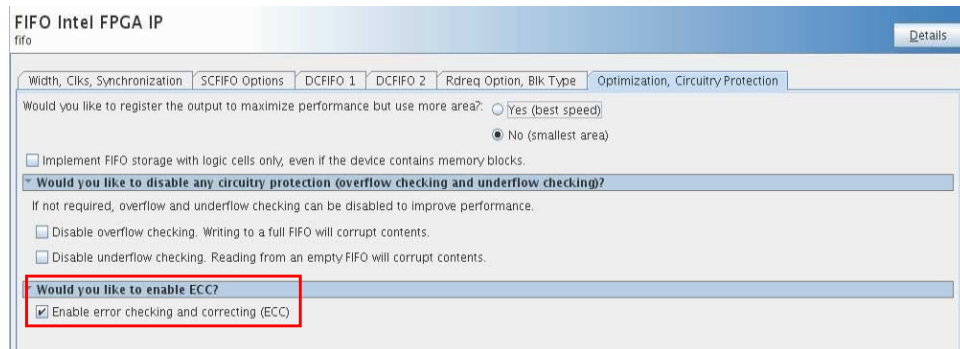 FIFO Intel FPGA IP
fifo
Details
Width, Clks, Synchronization SCFIFO Options DCFIFO 1 DCFIFO 2 Rdreq Option, Blk Type Optimization, Circuitry Protection
Would you like to register the output to maximize performance but use more area?: Yes (best speed)
No (smallest area)
Implement FIFO storage with logic cells only, even if the device contains memory blocks.
Would you like to disable any circuitry protection (overflow checking and underflow checking)?
If not required, overflow and underflow checking can be disabled to improve performance.
Disable overflow checking. Writing to a full FIFO will corrupt contents.
Disable underflow checking. Reading from an empty FIFO will corrupt contents.
Would you like to enable ECC?
Enable error checking and correcting (ECC)